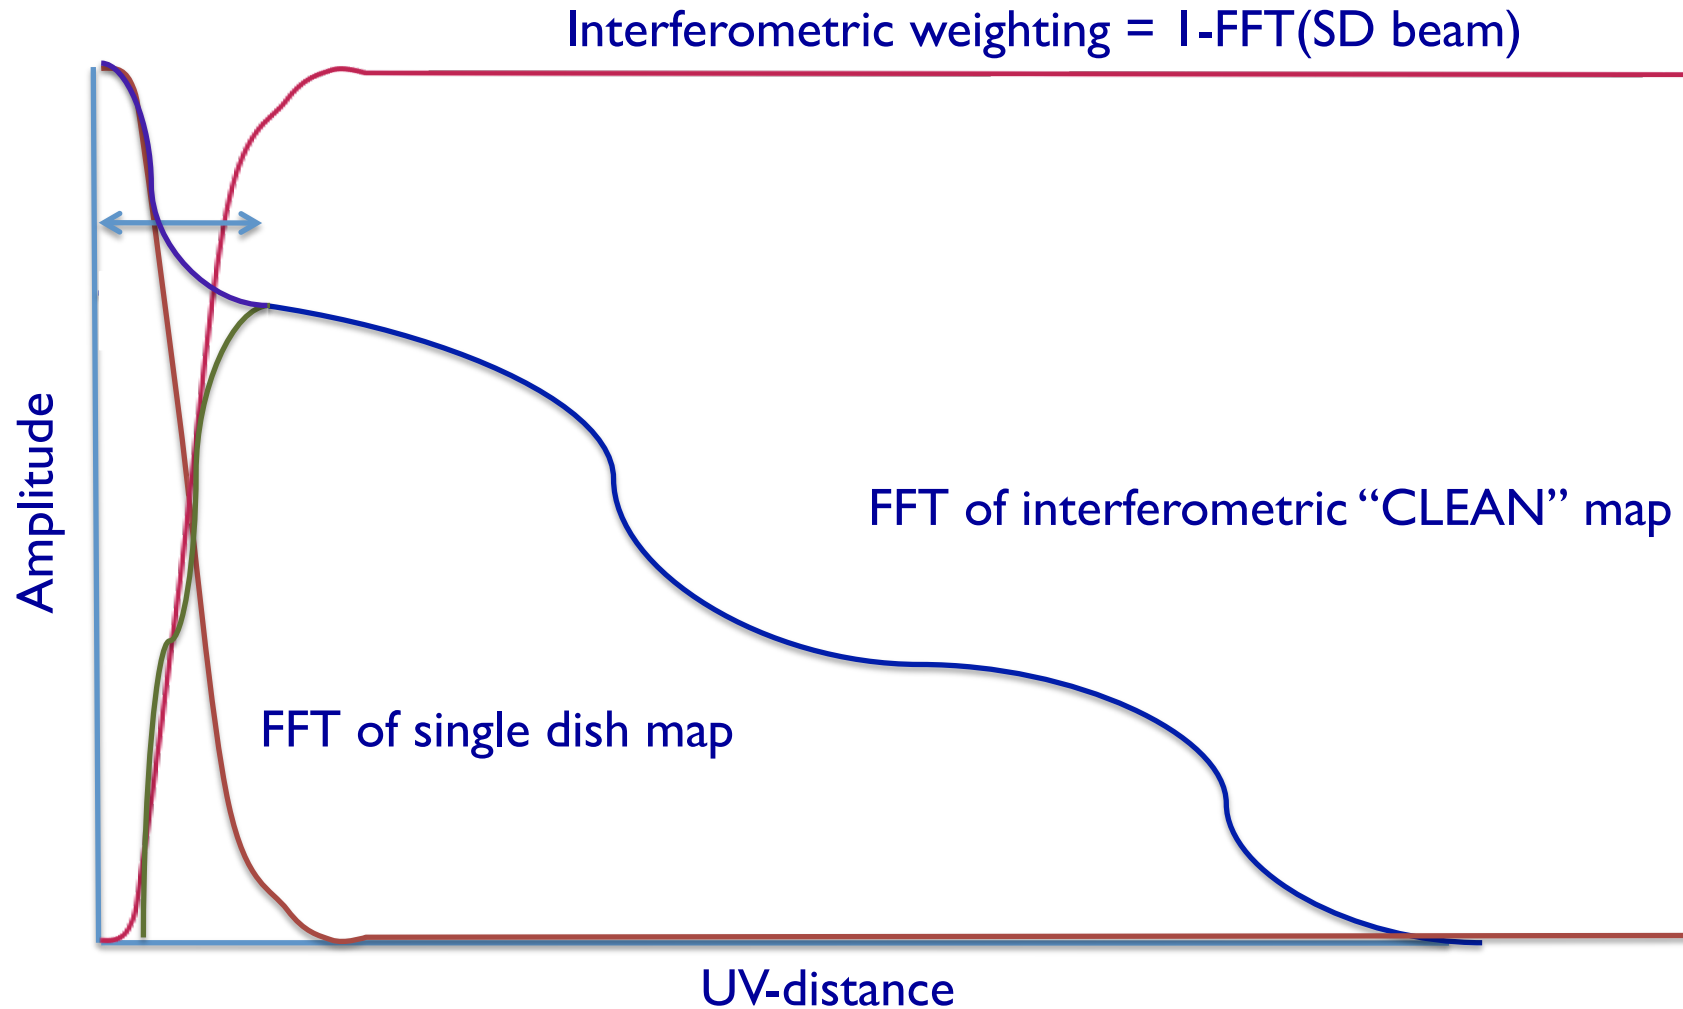 Interferometric weighting = 1-FFT(SD beam)
Amplitude
FFT of interferometric “CLEAN” map
FFT of single dish map
UV-distance